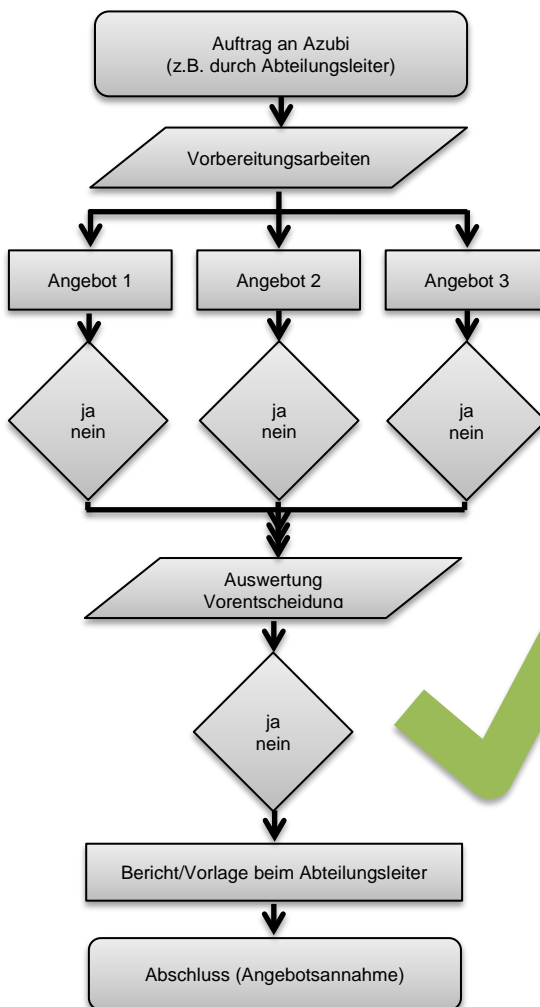 Auftrag an Azubi
(z.B. durch Abteilungsleiter)
Vorbereitungsarbeiten
Angebot 1
Angebot 2
Angebot 3
ja
nein
ja
nein
ja
nein
Auswertung
Vorentscheidung
ja
nein
Bericht/Vorlage beim Abteilungsleiter
Abschluss (Angebotsannahme)